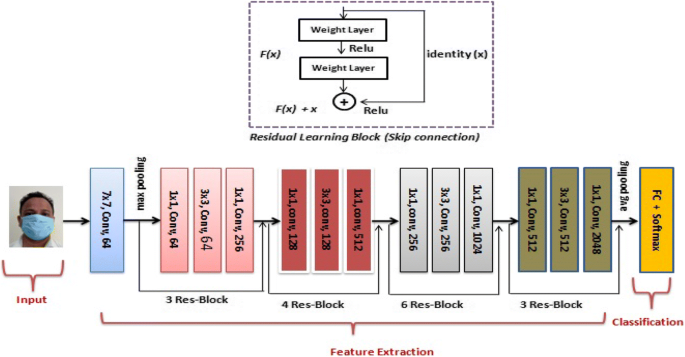 Weight Layer
F(x)
Relu
identity (x)
Weight Layer
+
F(x) + x
Relu
Residual Learning Block (Skip connection)
7x7, Conv, 64
max pooling
1x1, Conv, 64
3x3, Conv, 64
1x1, Conv, 256
1x1, conv, 128
3x3, conv, 128
1x1, conv, 512
1x1, conv, 256
3x3, Conv, 256
1x1, Conv, 1024
1x1, Conv, 512
3x3, Conv, 512
1x1, Conv, 2048
avg pooling
FC + Softmax
Input
3 Res-Block
4 Res-Block
6 Res-Block
3 Res-Block
Classification
Feature Extraction